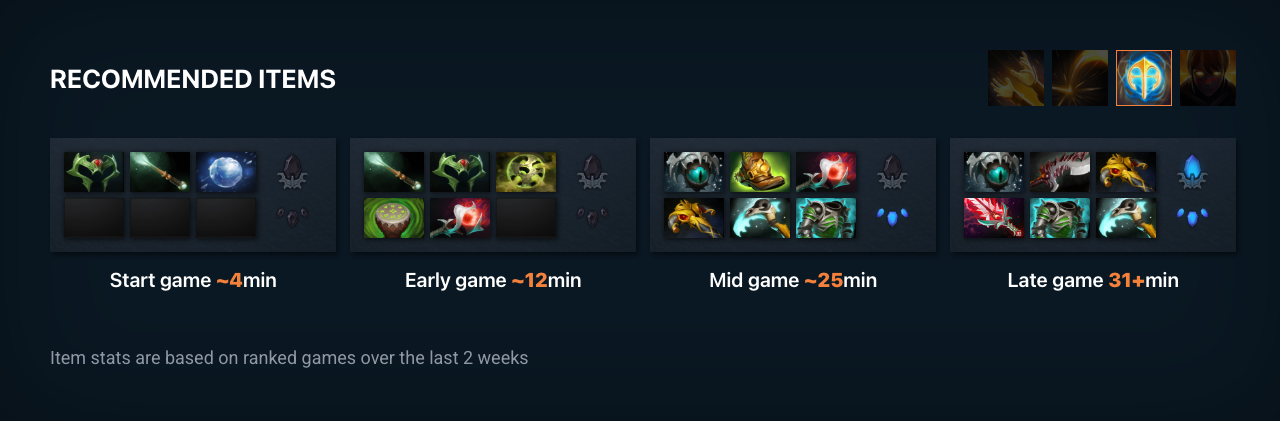 RECOMMENDED ITEMS
Start game ~4min
Early game ~12min
Mid game ~25min
Late game 31+min
Item stats are based on ranked games over the last 2 weeks